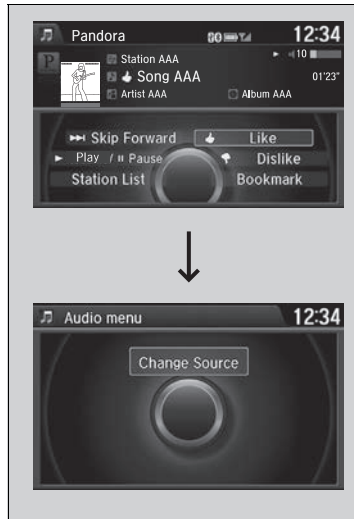 Pandora 12:34
P Station AAA 10
Song AAA 01'23"
Artist AAA Album AAA
Skip Forward Like
Play / Pause Dislike
Station List Bookmark
Audio menu 12:34
Change Source